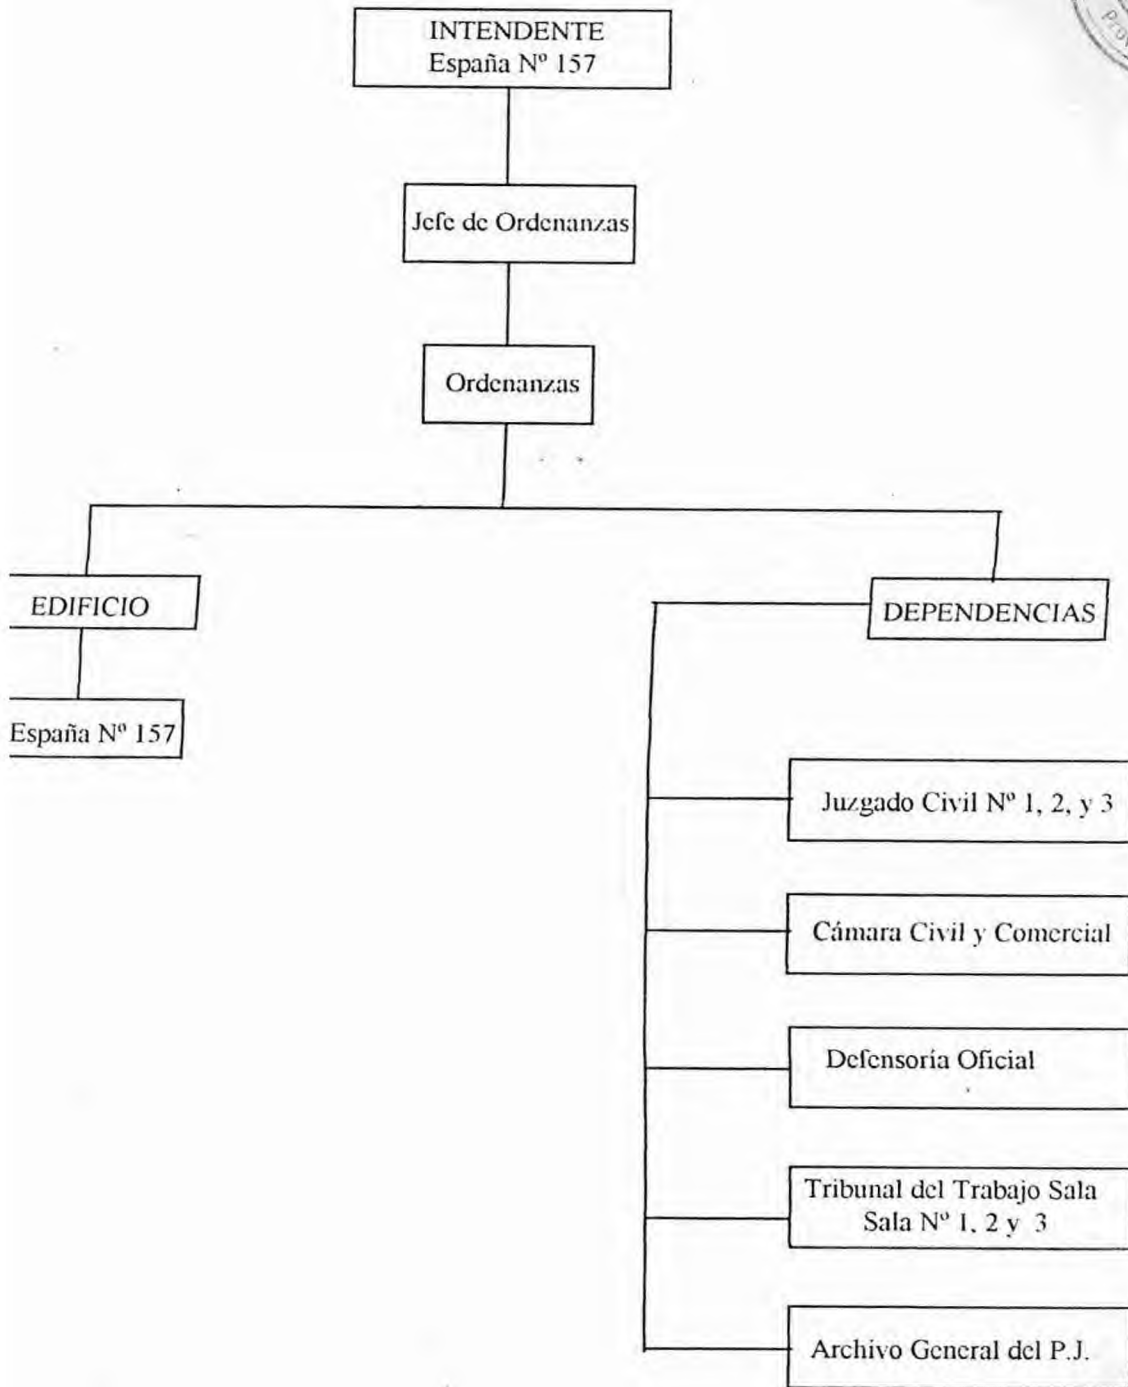 INTENDENTE
España Nº 157
Jefe de Ordenanzas
Ordenanzas
EDIFICIO
España Nº 157
DEPENDENCIAS
Juzgado Civil Nº 1, 2, y 3
Cámara Civil y Comercial
Defensoría Oficial
Tribunal del Trabajo Sala
Sala Nº 1, 2 y 3
Archivo General del P.J.